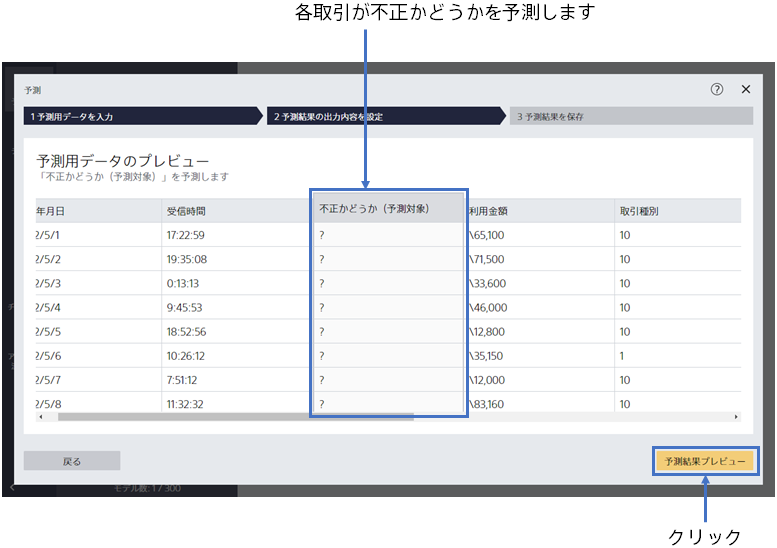 各取引が不正かどうかを予測します
予測
1 予測用データを入力
2 予測結果の出力内容を設定
3 予測結果を保存
予測用データのプレビュー
「不正かどうか（予測対象）」を予測します
年月日 受信時間 不正かどうか（予測対象） 利用金額 取引種別
2/5/1 17:22:59 ? \65,100 10
2/5/2 19:35:08 ? \71,500 10
2/5/3 0:13:13 ? \33,600 10
2/5/4 9:45:53 ? \46,000 10
2/5/5 18:52:56 ? \12,800 10
2/5/6 10:26:12 ? \35,150 1
2/5/7 7:51:12 ? \12,000 10
2/5/8 11:32:32 ? \83,160 10
戻る
予測結果プレビュー
モデル数: 17300
クリック